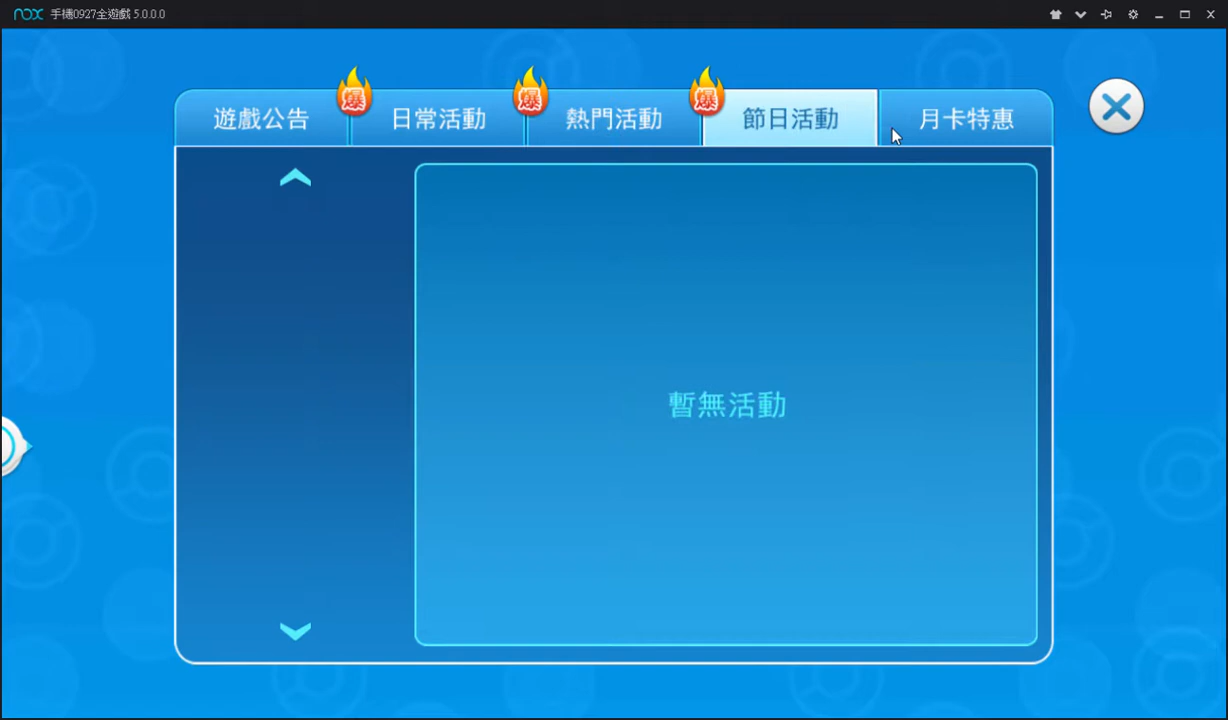 nox 手機0927全遊戲 5.0.0.0
遊戲公告 爆 日常活動 爆 熱門活動 爆 節日活動 月卡特惠
暫無活動